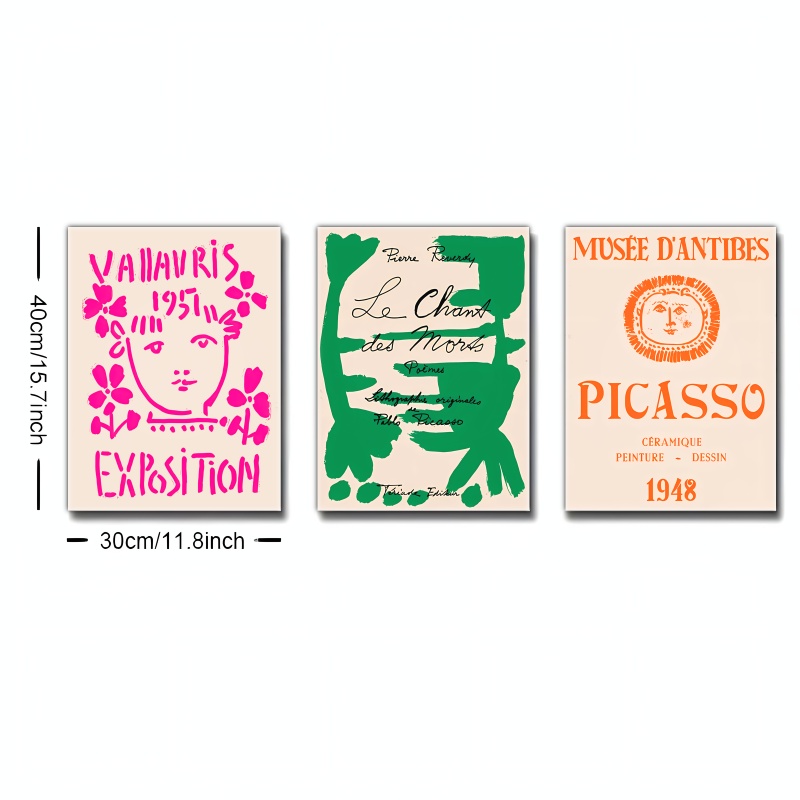 40cm/15.7inch
30cm/11.8inch
VAllAURIS
1951
EXPOSITION
Pierre Reverdy
Le Chant
des Morts
Poèmes
Lithographies originales
de
Pablo Picasso
Tériade Editeur
MUSÉE D'ANTIBES
PICASSO
CÉRAMIQUE
PEINTURE – DESSIN
1948